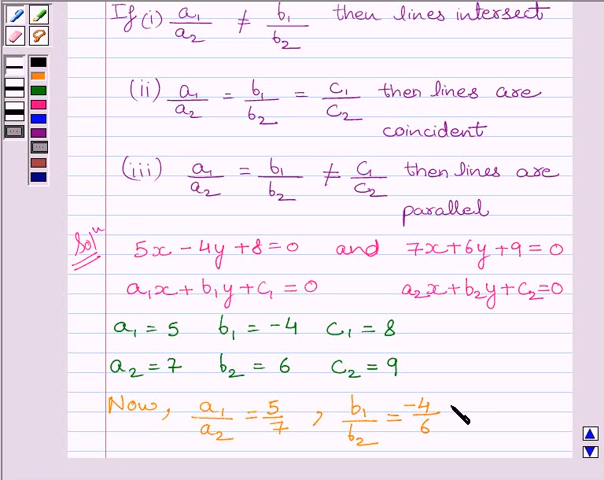 If (i) a₁/a₂ ≠ b₁/b₂ then lines intersect
(ii) a₁/a₂ = b₁/b₂ = c₁/c₂ then lines are
coincident
(iii) a₁/a₂ = b₁/b₂ ≠ c₁/c₂ then lines are
parallel
Solⁿ 5x - 4y + 8 = 0 and 7x + 6y + 9 = 0
a₁x + b₁y + c₁ = 0 a₂x + b₂y + c₂ = 0
a₁ = 5 b₁ = -4 c₁ = 8
a₂ = 7 b₂ = 6 c₂ = 9
Now, a₁/a₂ = 5/7 , b₁/b₂ = -4/6